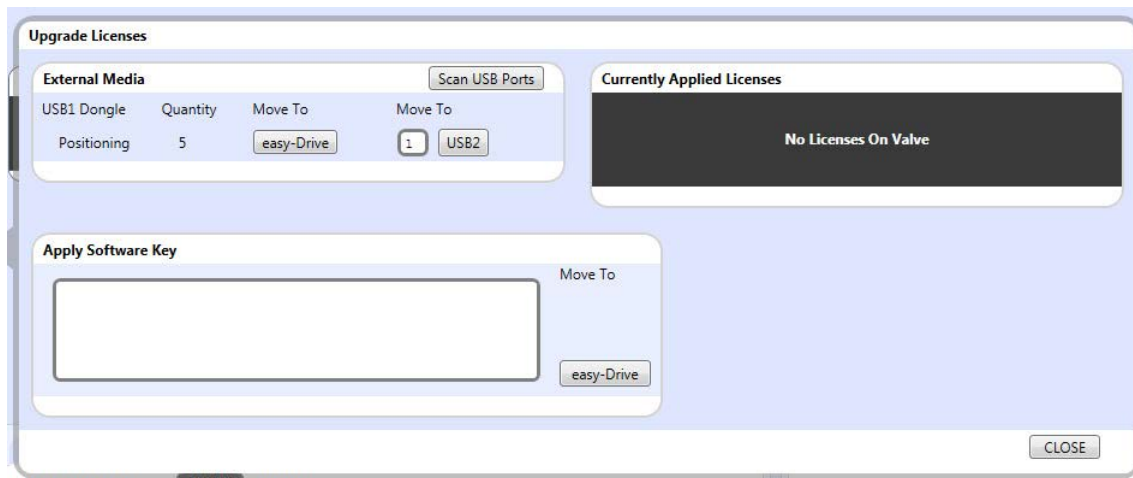 Upgrade Licenses
External Media
Scan USB Ports
USB1 Dongle Quantity Move To Move To
Positioning 5 easy-Drive 1 USB2
Currently Applied Licenses
No Licenses On Valve
Apply Software Key
Move To
easy-Drive
CLOSE